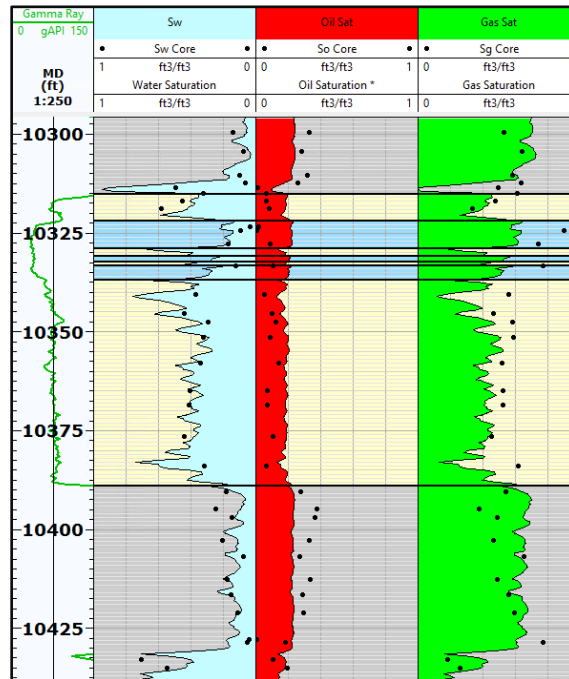 Gamma Ray
0 gAPI 150
MD
(ft)
1:250
Sw
Sw Core
1 ft3/ft3 0
Water Saturation
1 ft3/ft3 0
Oil Sat
So Core
0 ft3/ft3 1
Oil Saturation *
0 ft3/ft3 1
Gas Sat
Sg Core
0 ft3/ft3
Gas Saturation
0 ft3/ft3
10300
10325
10350
10375
10400
10425